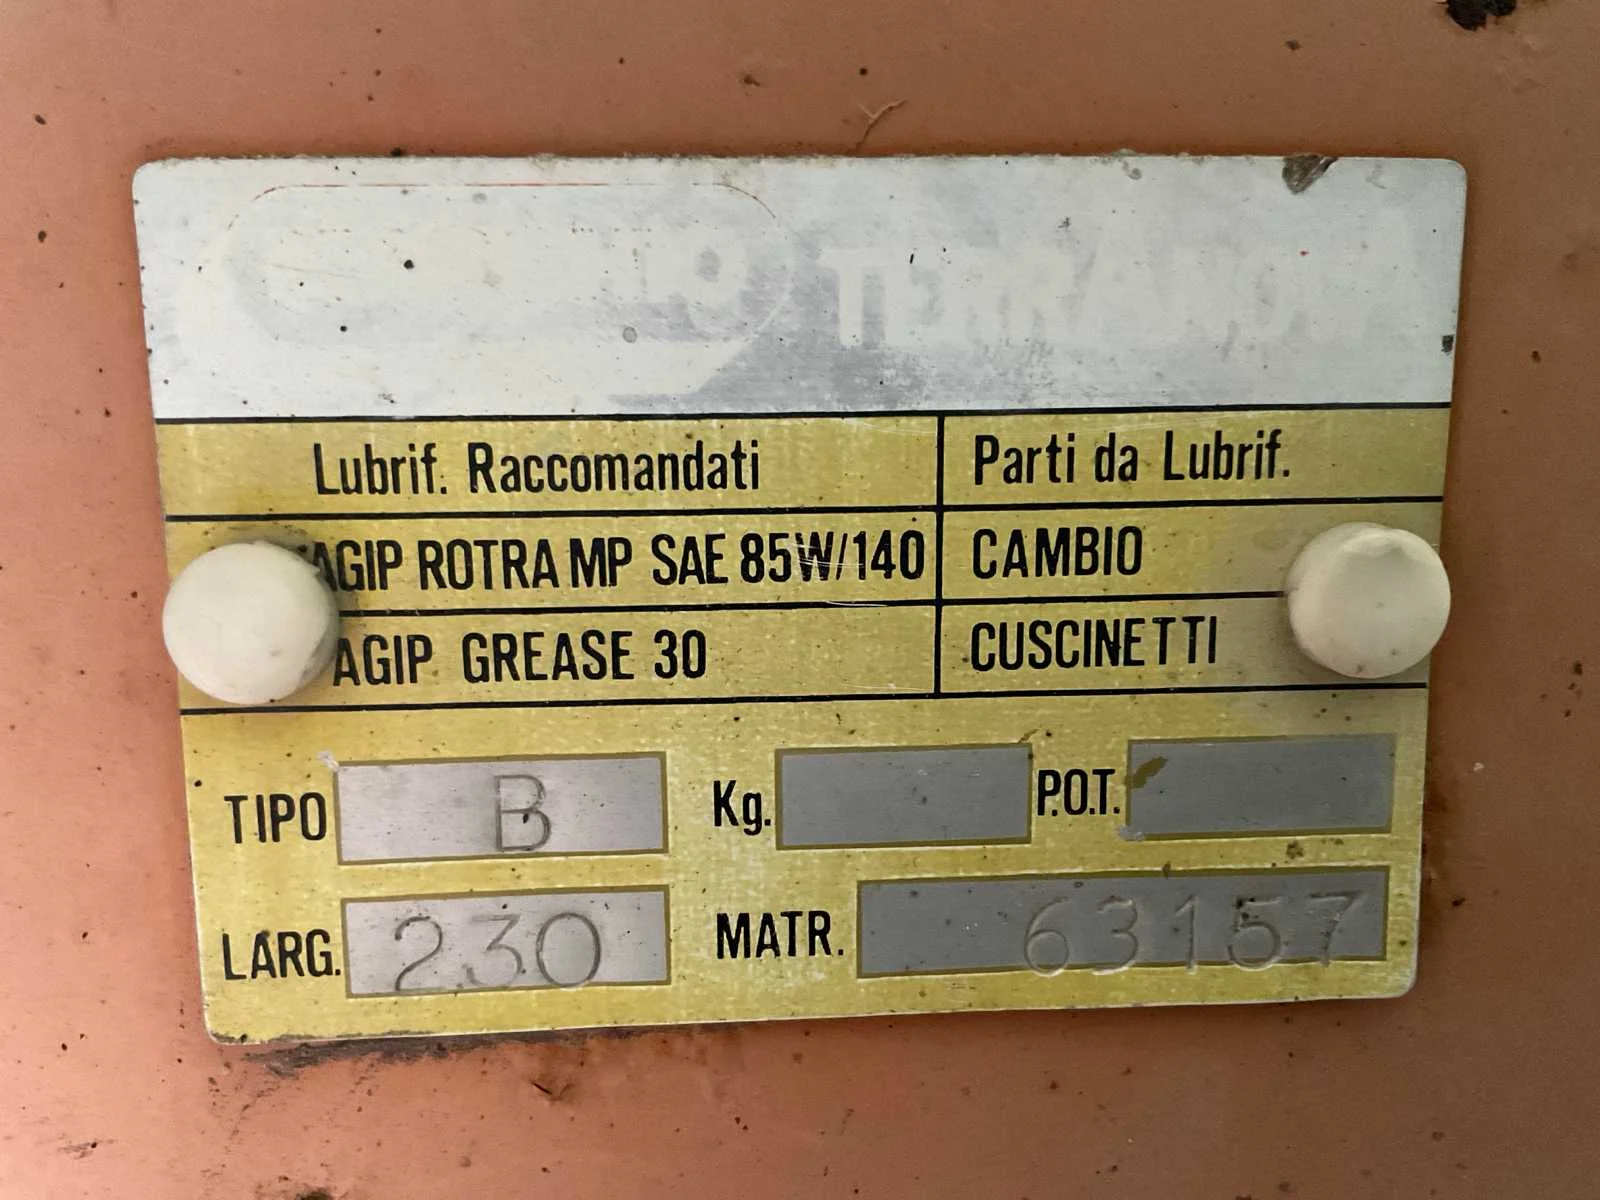 TERRANOVA
Lubrif. Raccomandati Parti da Lubrif.
AGIP ROTRA MP SAE 85W/140 CAMBIO
AGIP GREASE 30 CUSCINETTI
TIPO B Kg. P.O.T.
LARG. 230 MATR. 63157